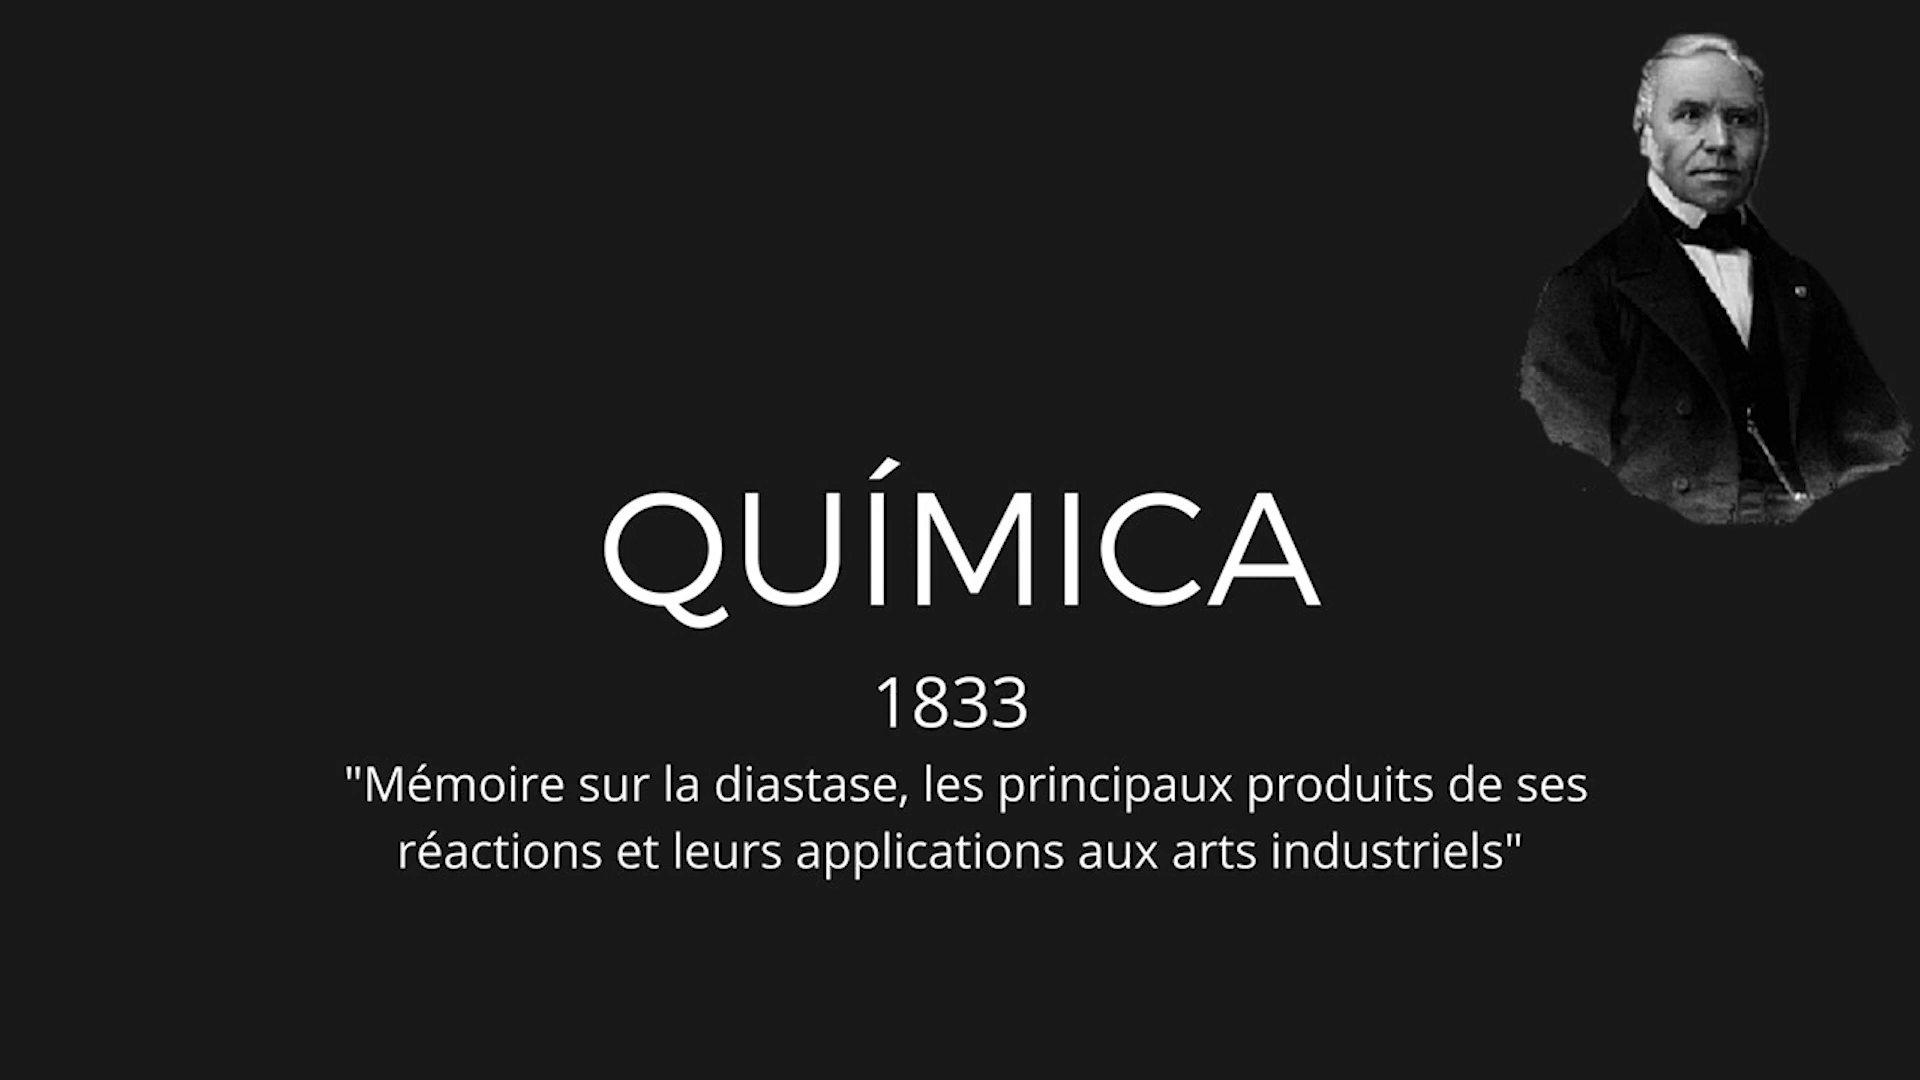 QUÍMICA
1833
"Mémoire sur la diastase, les principaux produits de ses
réactions et leurs applications aux arts industriels"